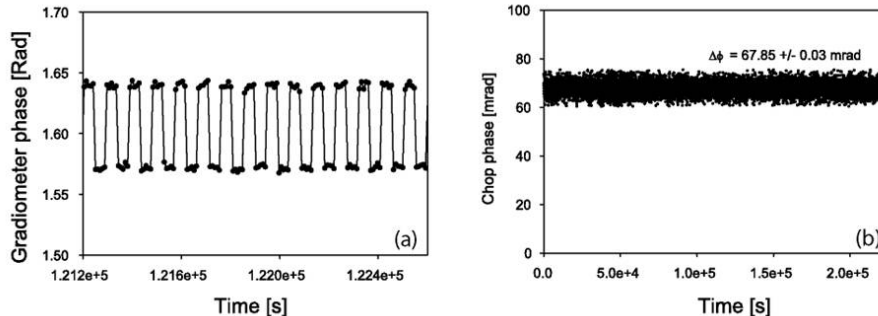 Gradiometer phase [Rad]
1.70
1.65
1.60
1.55
1.50
1.212e+5
1.216e+5
1.220e+5
1.224e+5
Time [s]
(a)
Chop phase [mrad]
100
80
60
40
20
0
Δϕ = 67.85 +/- 0.03 mrad
0.0
5.0e+4
1.0e+5
1.5e+5
2.0e+5
Time [s]
(b)